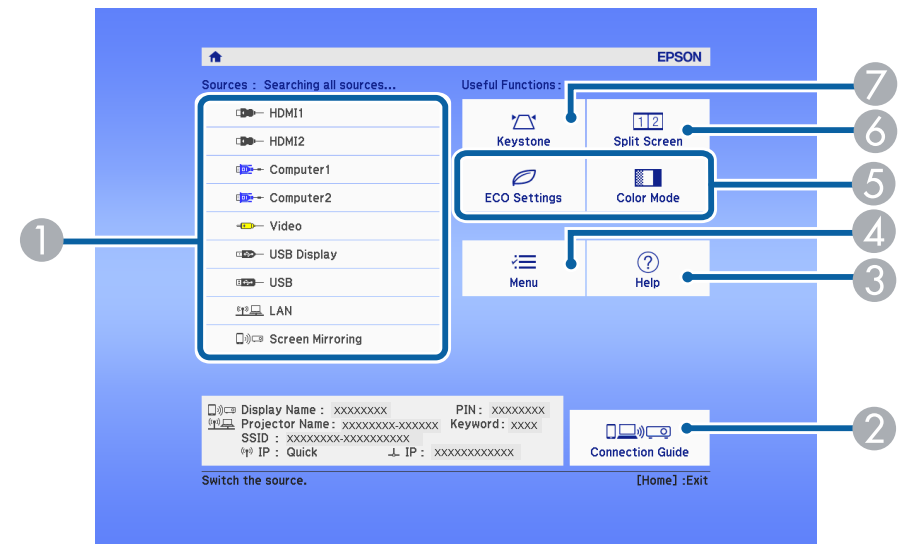 EPSON
Sources : Searching all sources...
Useful Functions:
HDMI1
HDMI2
Computer1
Computer2
Video
USB Display
USB
LAN
Screen Mirroring
Keystone
1 2
Split Screen
ECO Settings
Color Mode
Menu
?
Help
Display Name : XXXXXXXX PIN : XXXXXXXX
Projector Name : XXXXXXXX-XXXXXX Keyword : XXXX
SSID : XXXXXXXX-XXXXXXXXXX
IP : Quick IP : XXXXXXXXXXXX
Connection Guide
Switch the source. [Home] :Exit
1
7
6
5
4
3
2